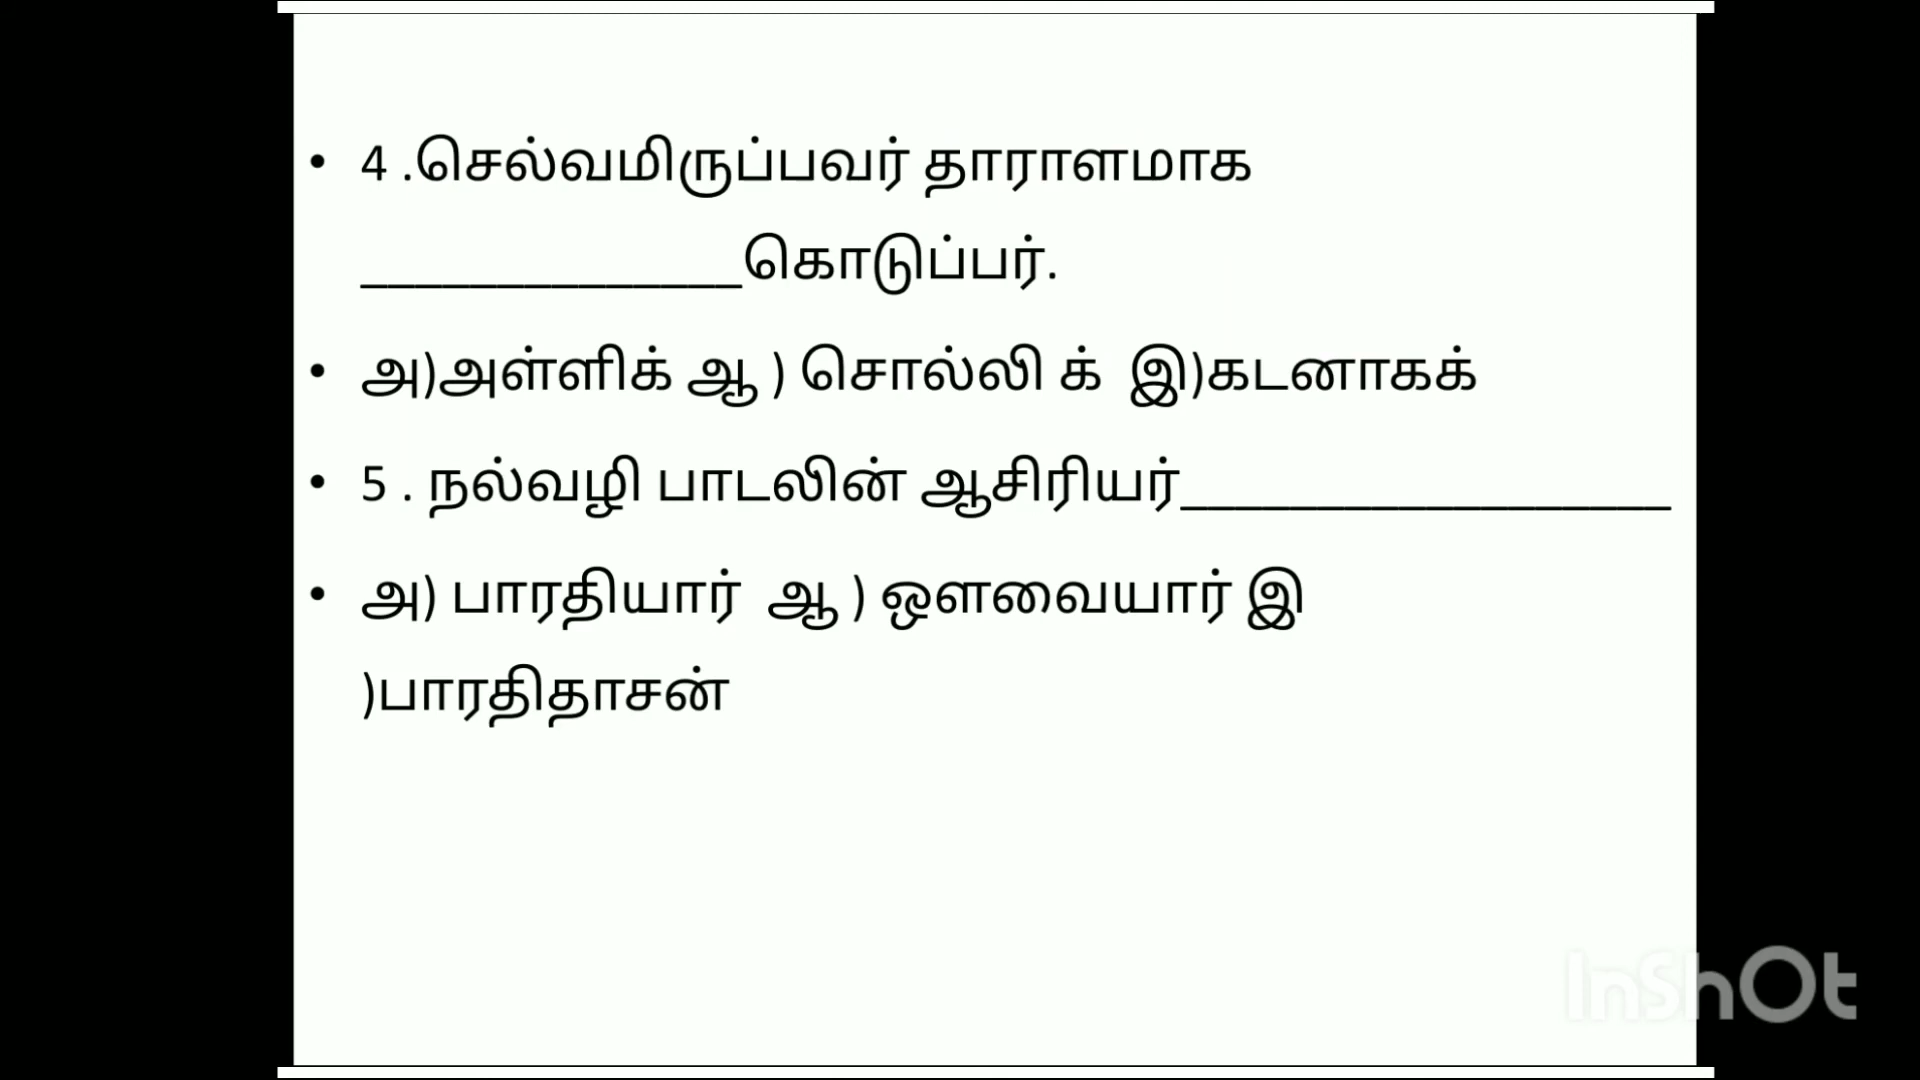 • 4 .செல்வமிருப்பவர் தாராளமாக
______________கொடுப்பர்.
• அ)அள்ளிக் ஆ ) சொல்லி க் இ)கடனாகக்
• 5 . நல்வழி பாடலின் ஆசிரியர்__________________
• அ) பாரதியார் ஆ ) ஔவையார் இ
)பாரதிதாசன்
InShOt